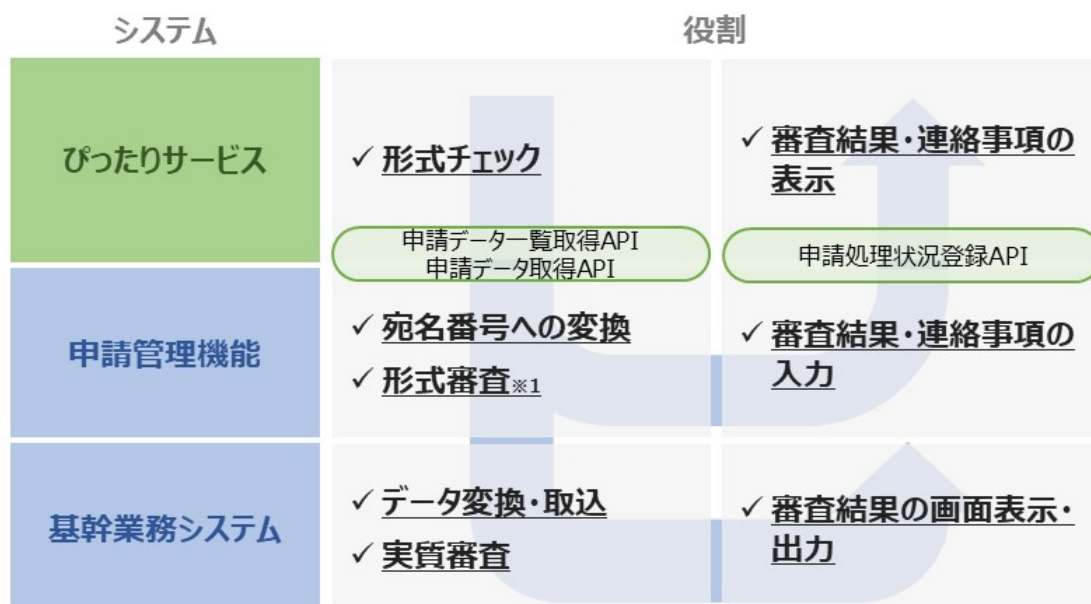 システム
役割
ぴったりサービス
✓ 形式チェック
✓ 審査結果・連絡事項の
表示
申請データ一覧取得API
申請データ取得API
申請処理状況登録API
申請管理機能
✓ 宛名番号への変換
✓ 形式審査※1
✓ 審査結果・連絡事項の
入力
基幹業務システム
✓ データ変換・取込
✓ 実質審査
✓ 審査結果の画面表示・
出力